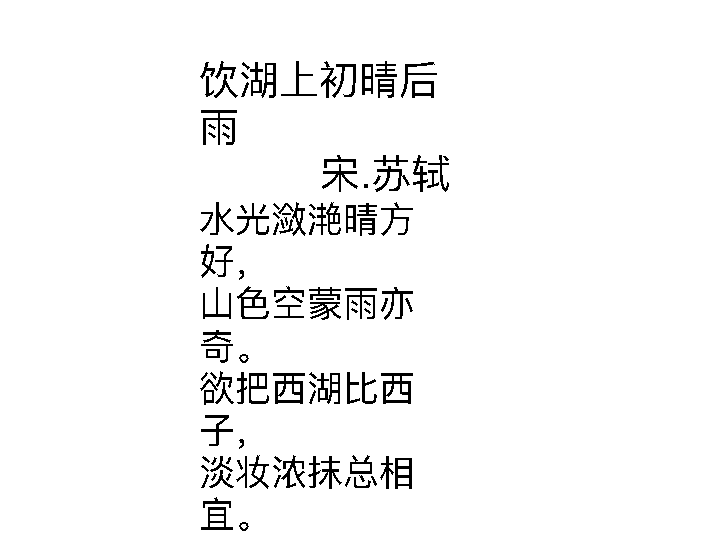 饮湖上初晴后
雨
宋.苏轼
水光潋滟晴方
好，
山色空蒙雨亦
奇。
欲把西湖比西
子，
淡妆浓抹总相
宜。